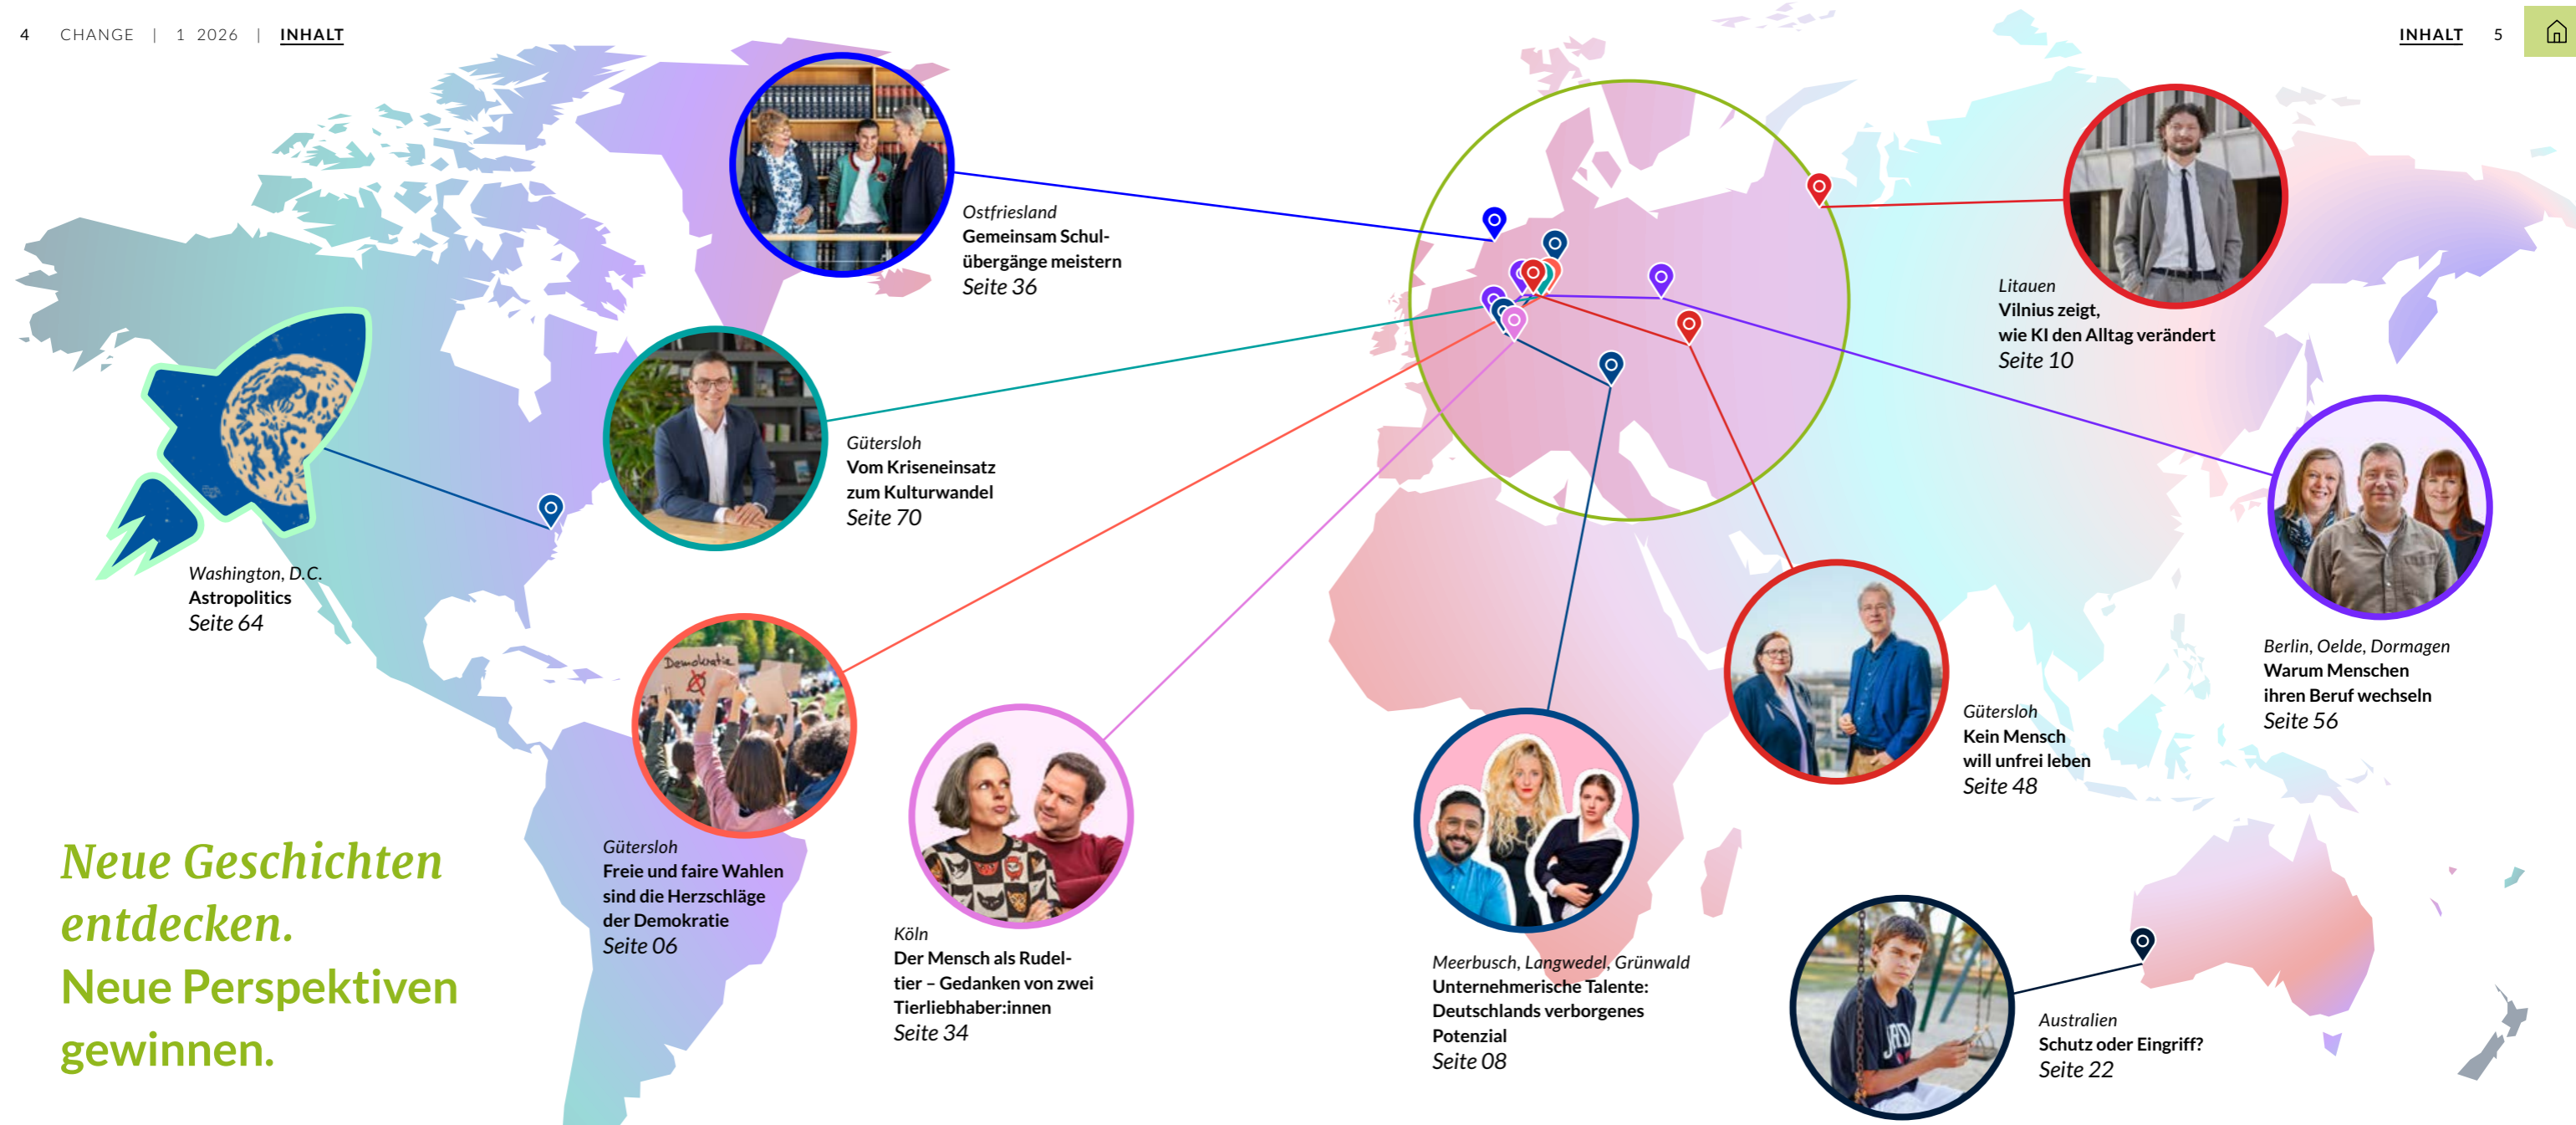 4 CHANGE | 1 2026 | INHALT
INHALT 5
Ostfriesland
Gemeinsam Schul-
übergänge meistern
Seite 36
Litauen
Vilnius zeigt,
wie KI den Alltag verändert
Seite 10
Gütersloh
Vom Kriseneinsatz
zum Kulturwandel
Seite 70
Washington, D.C.
Astropolitics
Seite 64
Demokratie
Berlin, Oelde, Dormagen
Warum Menschen
ihren Beruf wechseln
Seite 56
Gütersloh
Kein Mensch
will unfrei leben
Seite 48
Gütersloh
Freie und faire Wahlen
sind die Herzschläge
der Demokratie
Seite 06
Köln
Der Mensch als Rudel-
tier – Gedanken von zwei
Tierliebhaber:innen
Seite 34
Meerbusch, Langwedel, Grünwald
Unternehmerische Talente:
Deutschlands verborgenes
Potenzial
Seite 08
Australien
Schutz oder Eingriff?
Seite 22
Neue Geschichten
entdecken.
Neue Perspektiven
gewinnen.